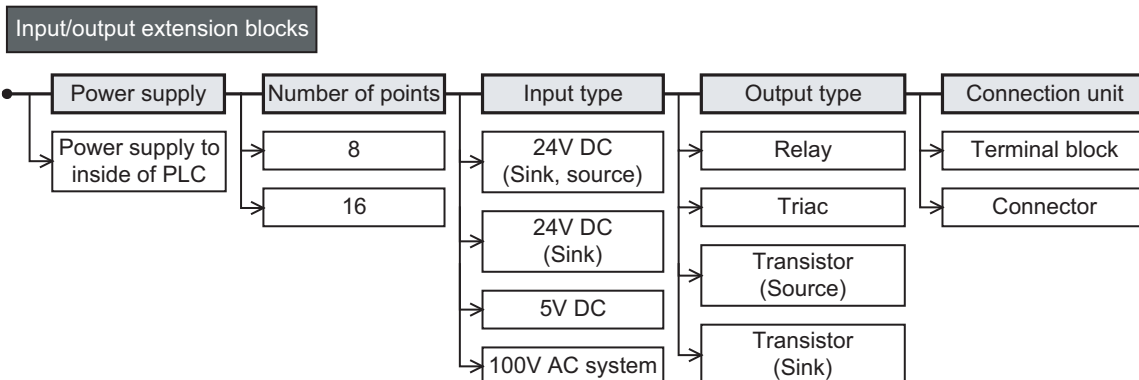 Input/output extension blocks
Power supply
Number of points
Input type
Output type
Connection unit
Power supply to
inside of PLC
8
16
24V DC
(Sink, source)
24V DC
(Sink)
5V DC
100V AC system
Relay
Triac
Transistor
(Source)
Transistor
(Sink)
Terminal block
Connector